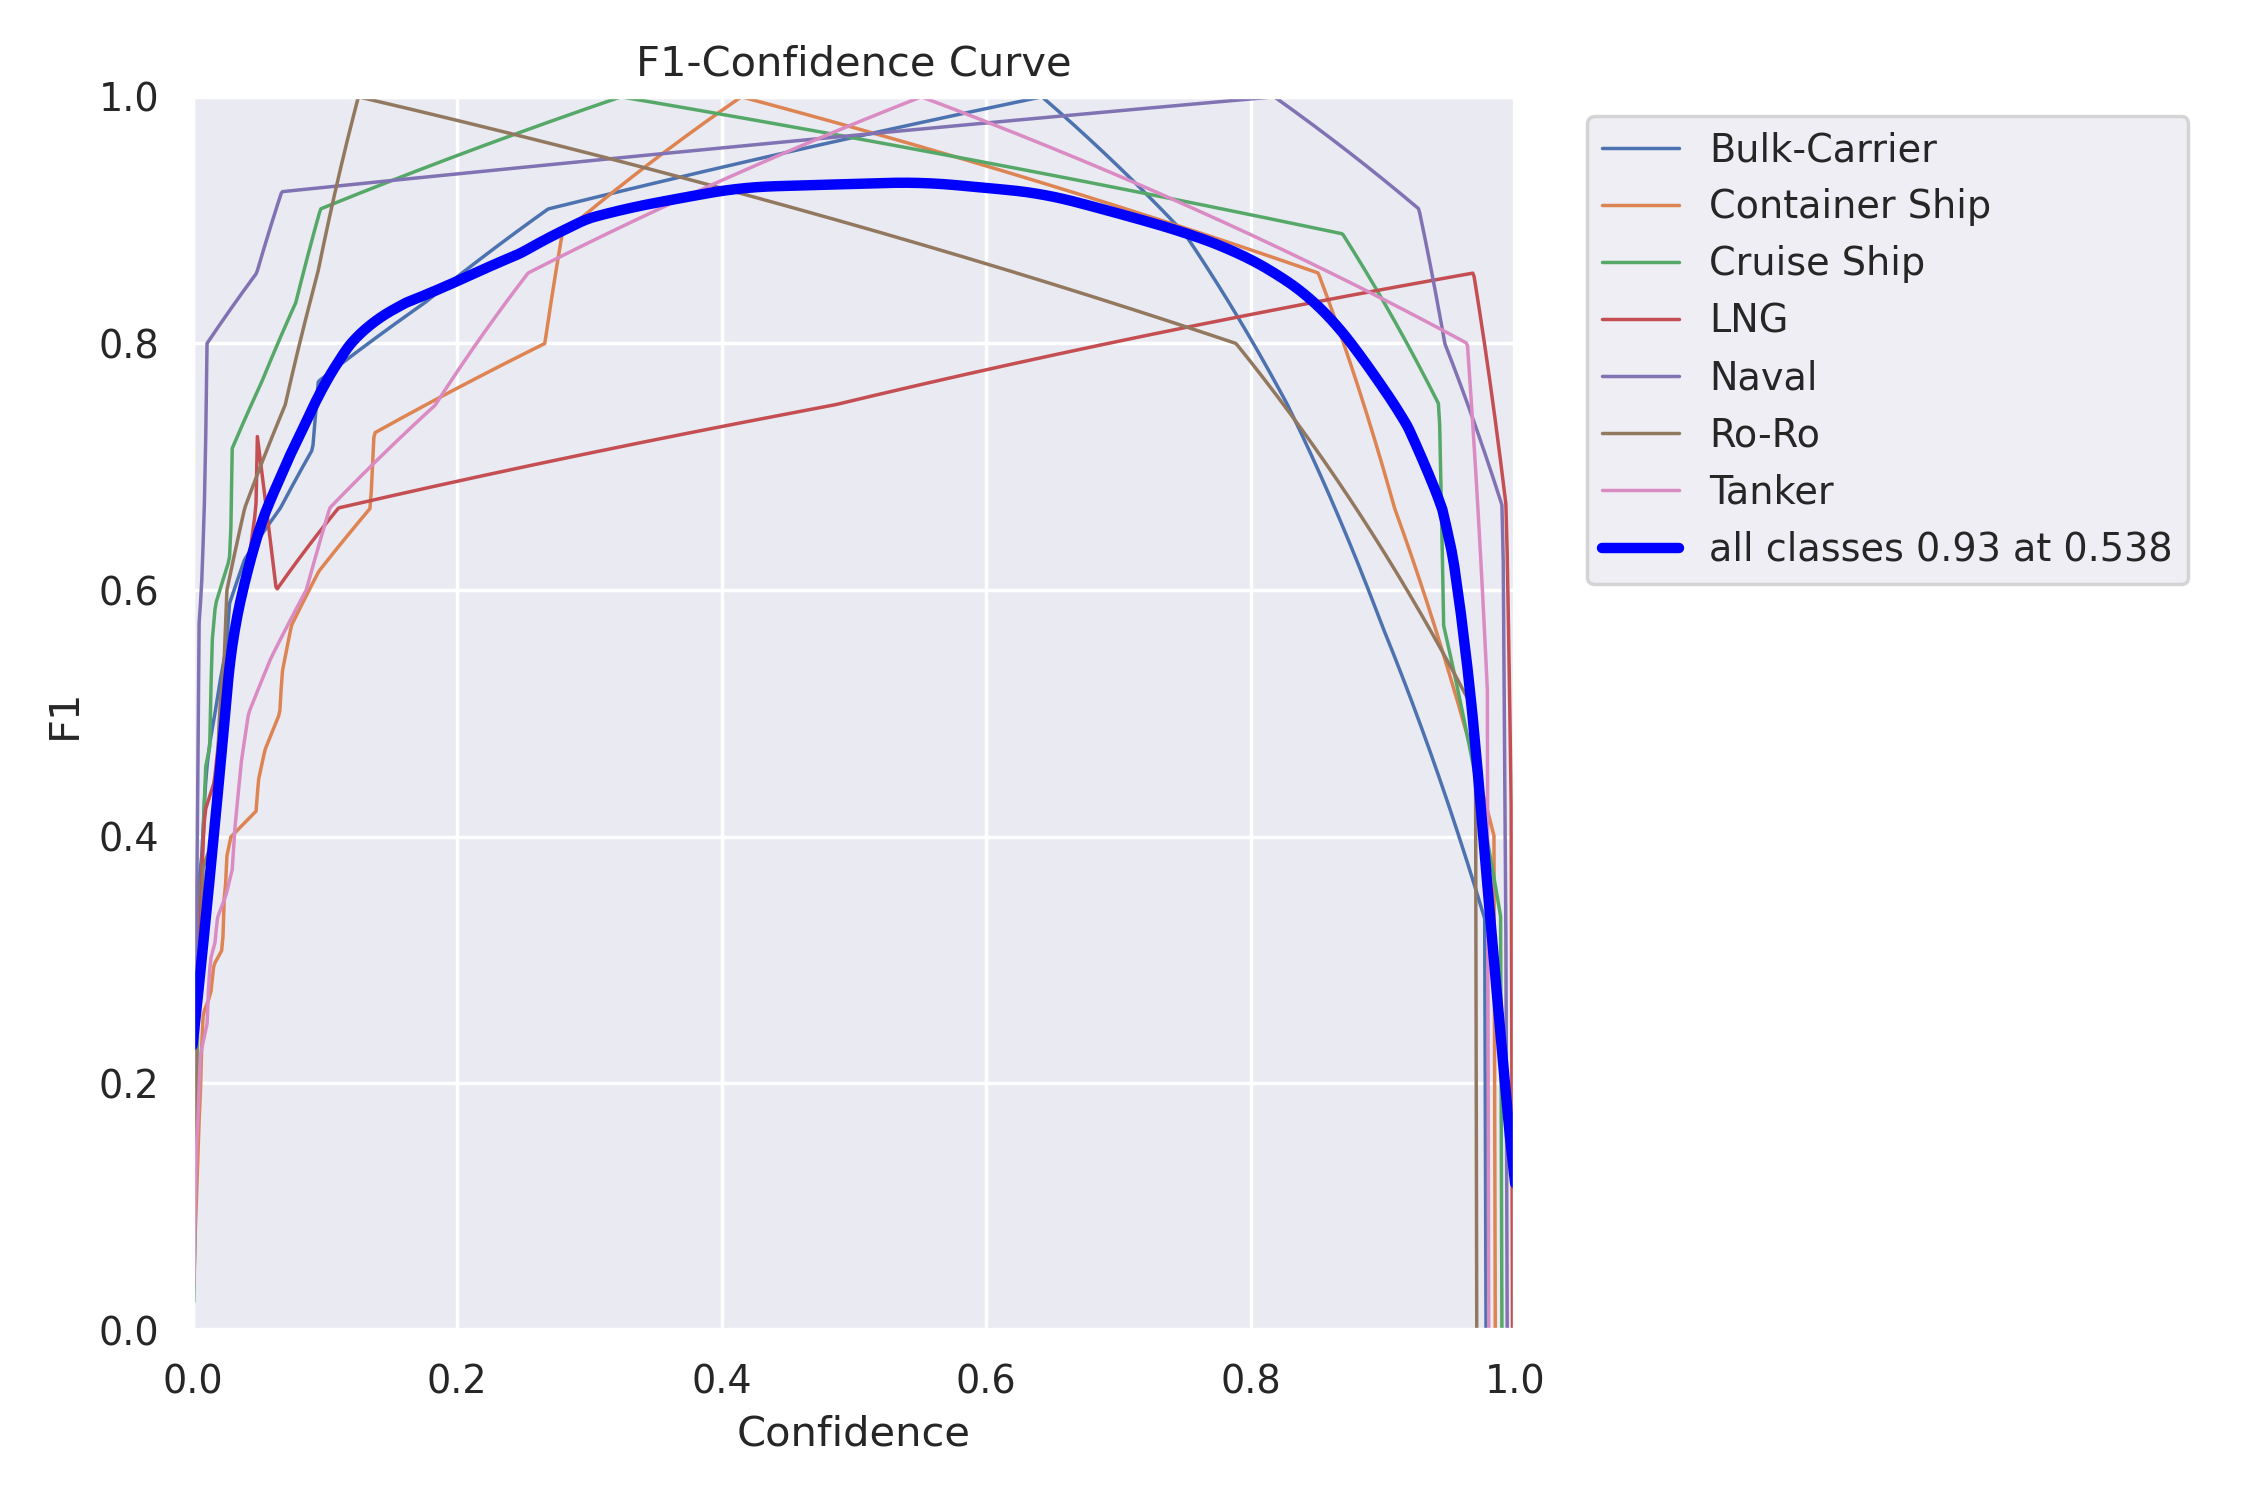 F1-Confidence Curve
1.0
0.8
0.6
0.4
0.2
0.0
F1
0.0 0.2 0.4 0.6 0.8 1.0
Confidence
Bulk-Carrier
Container Ship
Cruise Ship
LNG
Naval
Ro-Ro
Tanker
all classes 0.93 at 0.538